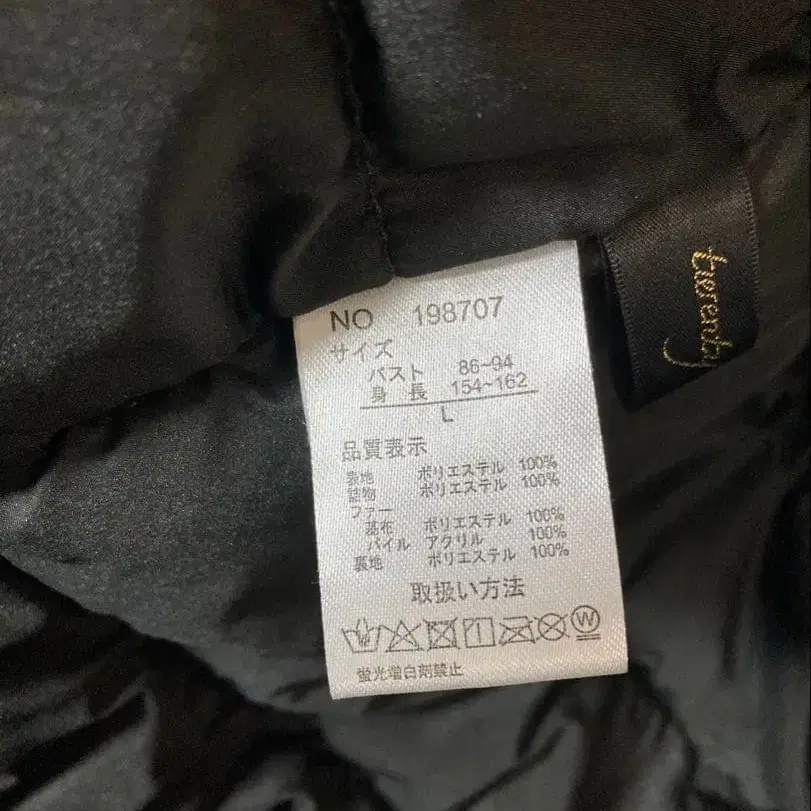 NO 198707
サイズ
バスト 86~94
身長 154~162
L
品質表示
表地 ポリエステル 100%
詰物 ポリエステル 100%
ファー
基布 ポリエステル 100%
パイル アクリル 100%
裏地 ポリエステル 100%
取扱い方法
W
蛍光増白剤禁止